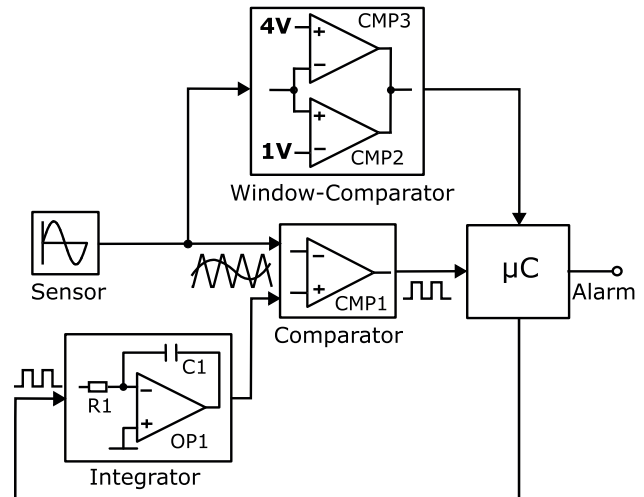 CMP3
4V
+
−
+
−
1V
CMP2
Window-Comparator
Sensor
−
+
CMP1
Comparator
µC
Alarm
C1
R1
−
+
OP1
Integrator